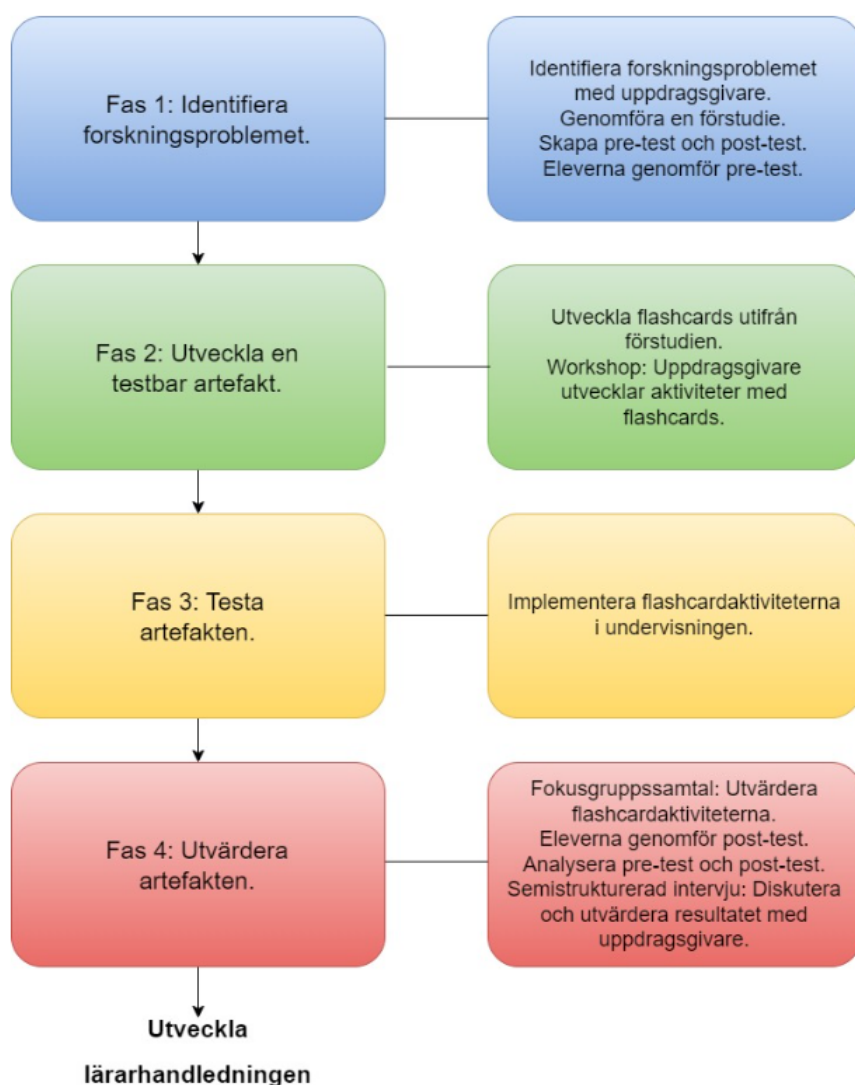 Fas 1: Identifiera
forskningsproblemet.
Identifiera forskningsproblemet
med uppdragsgivare.
Genomföra en förstudie.
Skapa pre-test och post-test.
Eleverna genomför pre-test.
Fas 2: Utveckla en
testbar artefakt.
Utveckla flashcards utifrån
förstudien.
Workshop: Uppdragsgivare
utvecklar aktiviteter med
flashcards.
Fas 3: Testa
artefakten.
Implementera flashcardaktiviteterna
i undervisningen.
Fas 4: Utvärdera
artefakten.
Fokusgruppssamtal: Utvärdera
flashcardaktiviteterna.
Eleverna genomför post-test.
Analysera pre-test och post-test.
Semistrukturerad intervju: Diskutera
och utvärdera resultatet med
uppdragsgivare.
Utveckla
lärarhandledningen